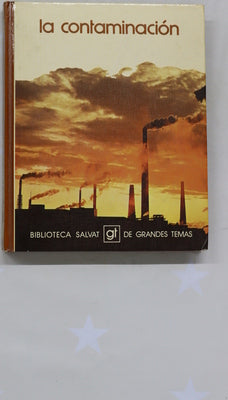 la contaminación
BIBLIOTECA SALVAT gt DE GRANDES TEMAS